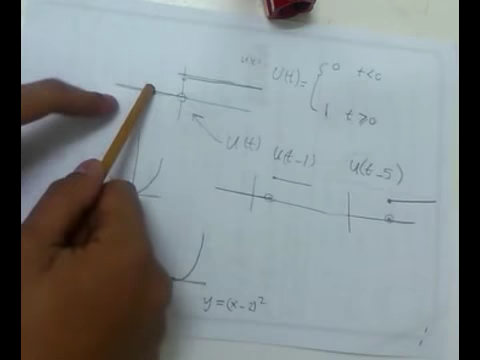 U(t)= { 0 t<0
1 t≥0
U(t)
U(t-1)
U(t-5)
y=(x-2)²